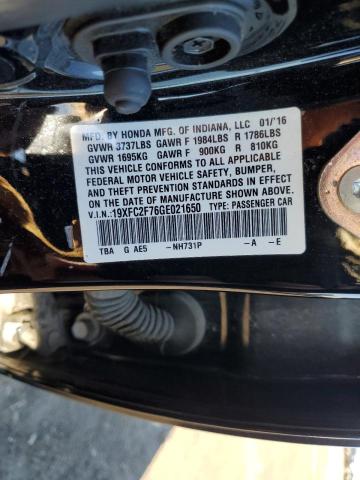 MFD. BY HONDA MFG. OF INDIANA, LLC 01/16
GVWR 3737LBS GAWR F 1984LBS R 1786LBS
GVWR 1695KG GAWR F 900KG R 810KG
THIS VEHICLE CONFORMS TO ALL APPLICABLE
FEDERAL MOTOR VEHICLE SAFETY, BUMPER,
AND THEFT PREVENTION STANDARDS IN EFFECT
ON THE DATE OF MANUFACTURE SHOWN ABOVE.
V.I.N.: 19XFC2F76GE021650 TYPE: PASSENGER CAR
TBA G AE5 -NH731P -A -E